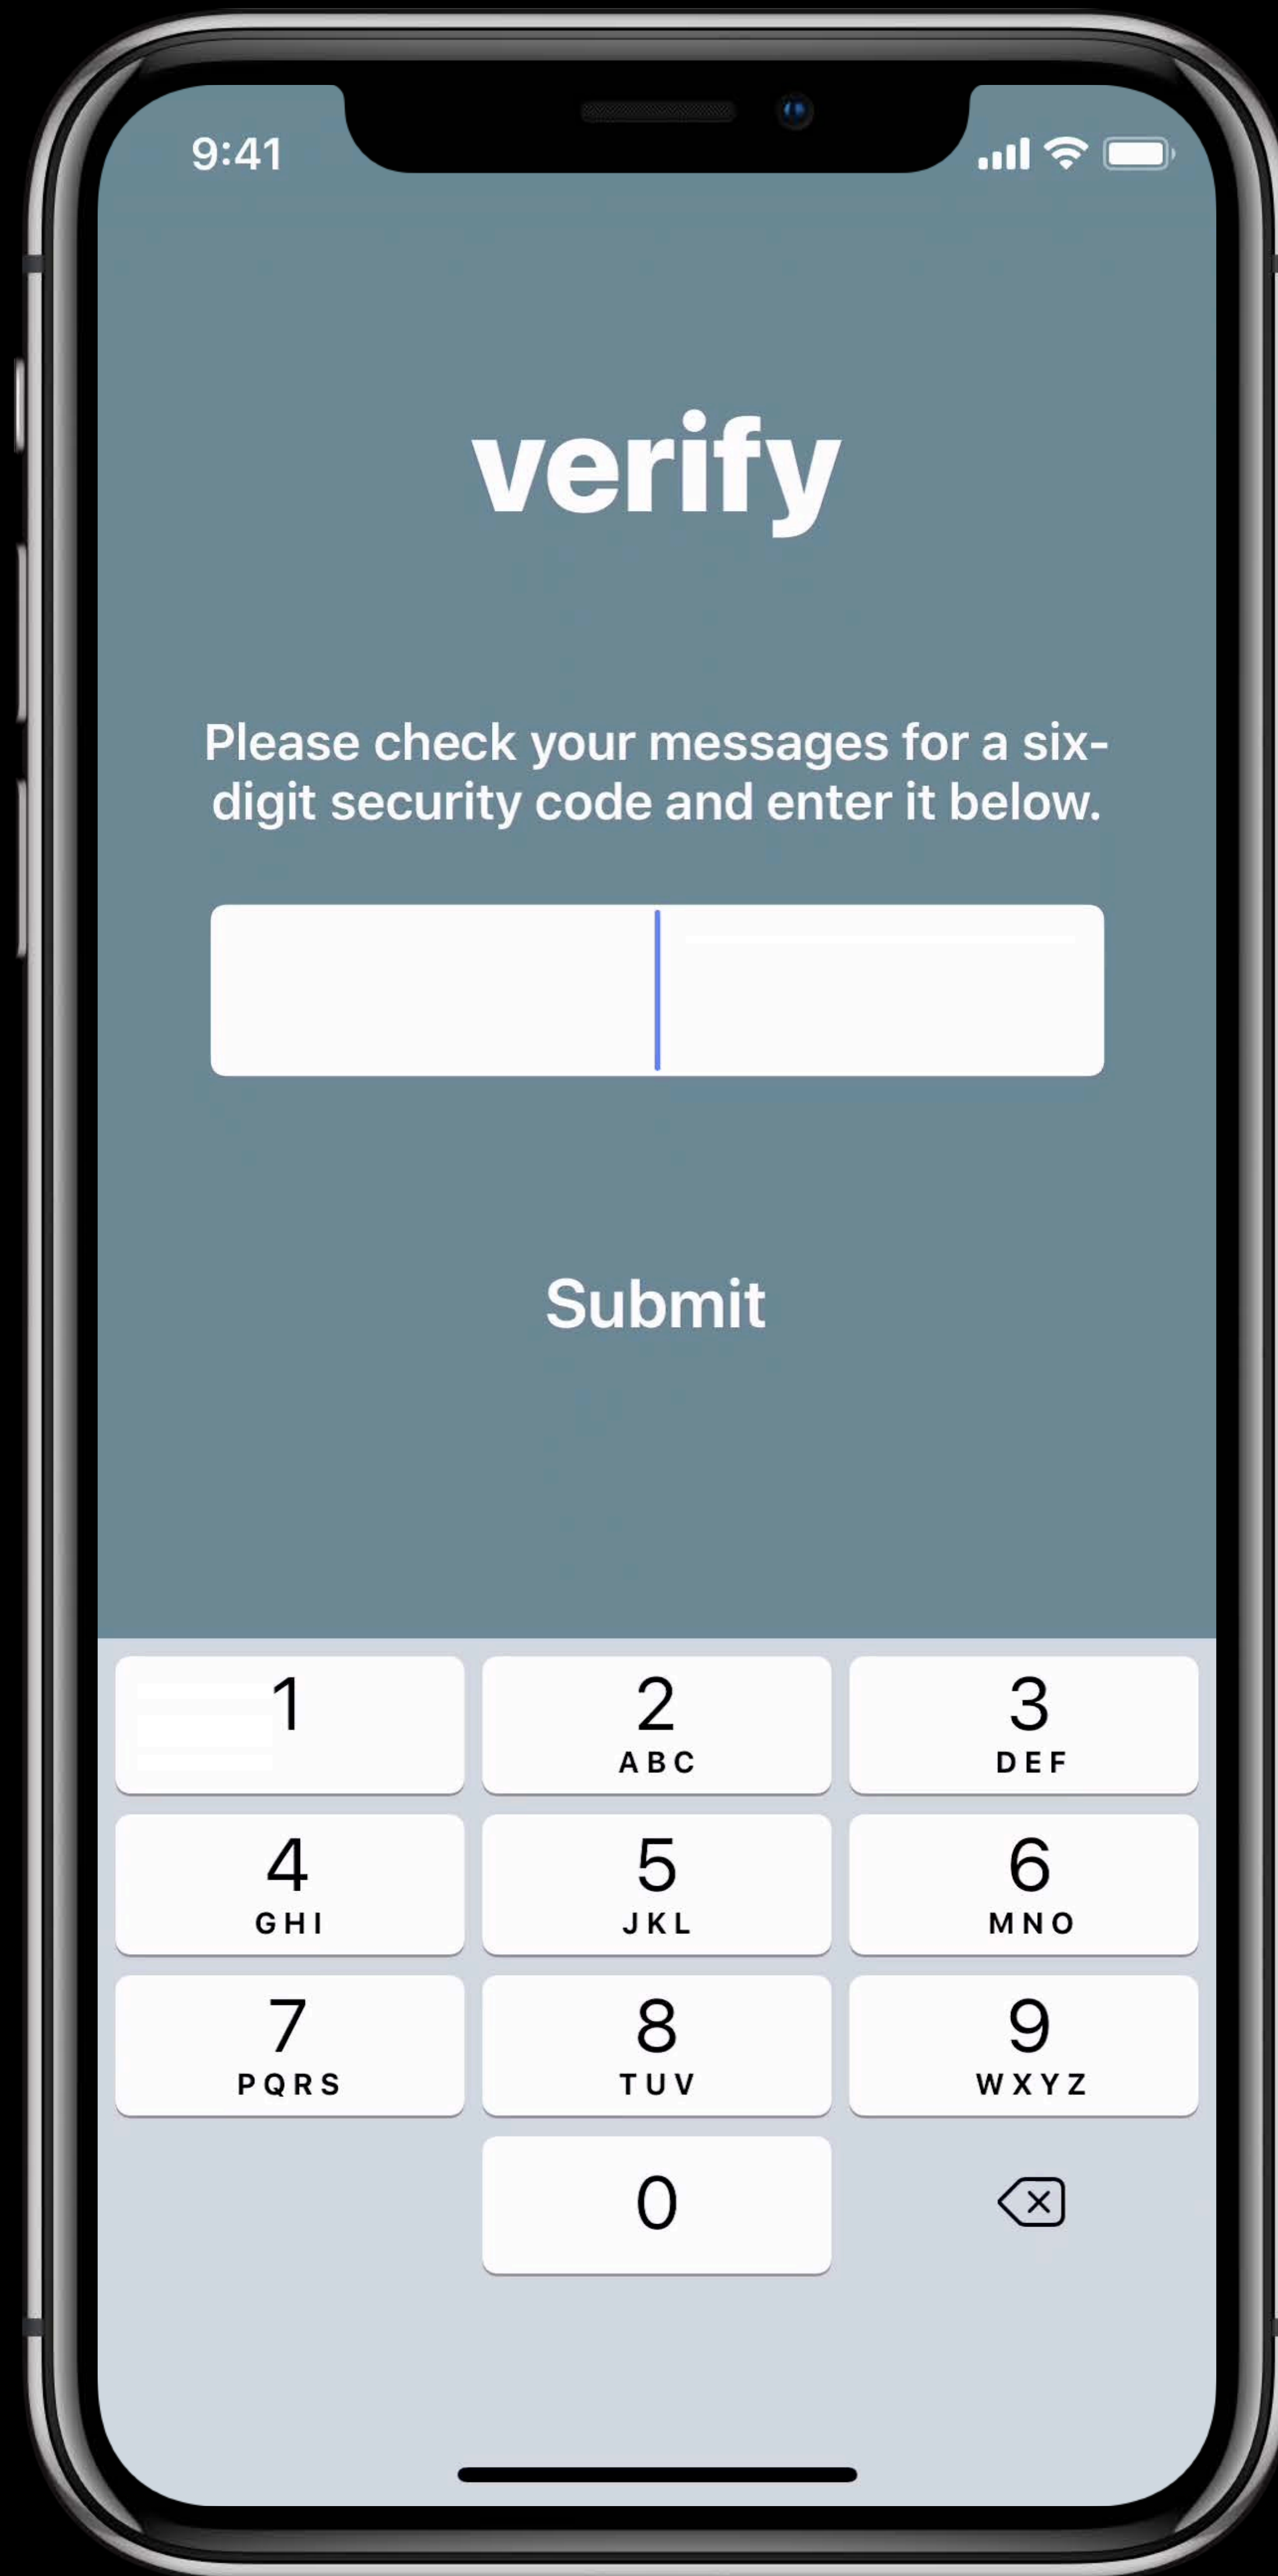 9:41
verify
Please check your messages for a six-
digit security code and enter it below.
Submit
1 2 3
ABC DEF
4 5 6
GHI JKL MNO
7 8 9
PQRS TUV WXYZ
0